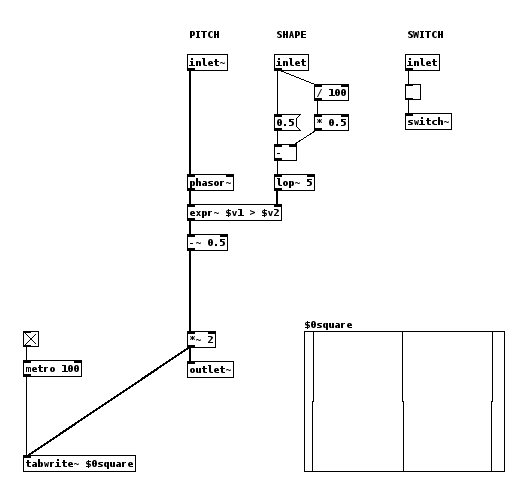 PITCH SHAPE SWITCH
inlet~ inlet inlet
/ 100
0.5 * 0.5 switch~
-
phasor~ lop~ 5
expr~ $v1 > $v2
-~ 0.5
$0square
*~ 2
metro 100 outlet~
tabwrite~ $0square